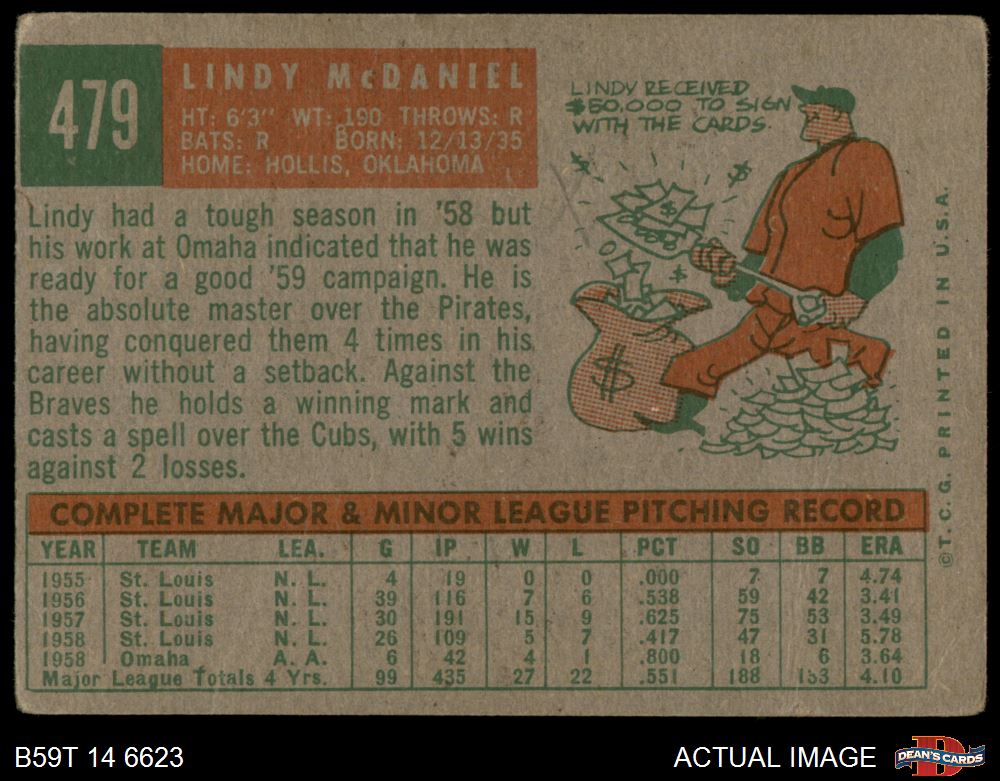 479
LINDY McDANIEL
HT: 6'3" WT: 190 THROWS: R
BATS: R BORN: 12/13/35
HOME: HOLLIS, OKLAHOMA
LINDY RECEIVED
$50,000 TO SIGN
WITH THE CARDS.
Lindy had a tough season in '58 but
his work at Omaha indicated that he was
ready for a good '59 campaign. He is
the absolute master over the Pirates,
having conquered them 4 times in his
career without a setback. Against the
Braves he holds a winning mark and
casts a spell over the Cubs, with 5 wins
against 2 losses.
©T.C.G. PRINTED IN U.S.A.
COMPLETE MAJOR & MINOR LEAGUE PITCHING RECORD
YEAR TEAM LEA. G IP W L PCT SO BB ERA
1955 St. Louis N. L. 4 19 0 0 .000 7 7 4.74
1956 St. Louis N. L. 39 116 7 6 .538 59 42 3.41
1957 St. Louis N. L. 30 191 15 9 .625 75 53 3.49
1958 St. Louis N. L. 26 109 5 7 .417 47 31 5.78
1958 Omaha A. A. 6 42 4 1 .800 18 6 3.64
Major League Totals 4 Yrs. 99 435 27 22 .551 188 133 4.10
B59T 14 6623
ACTUAL IMAGE
DEAN'S CARDS